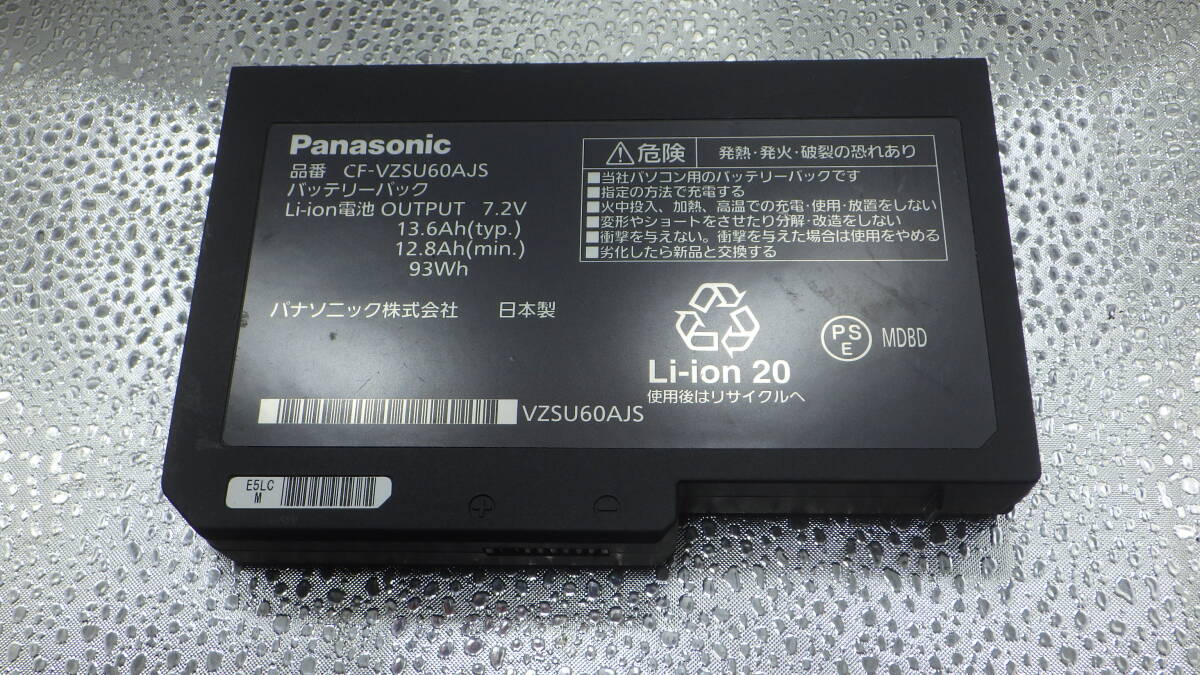 Panasonic
品番 CF-VZSU60AJS
バッテリーパック
Li-ion電池 OUTPUT 7.2V
13.6Ah(typ.)
12.8Ah(min.)
93Wh
パナソニック株式会社 日本製
⚠危険 発熱・発火・破裂の恐れあり
■当社パソコン用のバッテリーパックです
■指定の方法で充電する
■火中投入、加熱、高温での充電・使用・放置をしない
■変形やショートをさせたり分解・改造をしない
■衝撃を与えない。衝撃を与えた場合は使用をやめる
■劣化したら新品と交換する
Li-ion 20
使用後はリサイクルへ
PS
E
MDBD
VZSU60AJS
E5LC
M